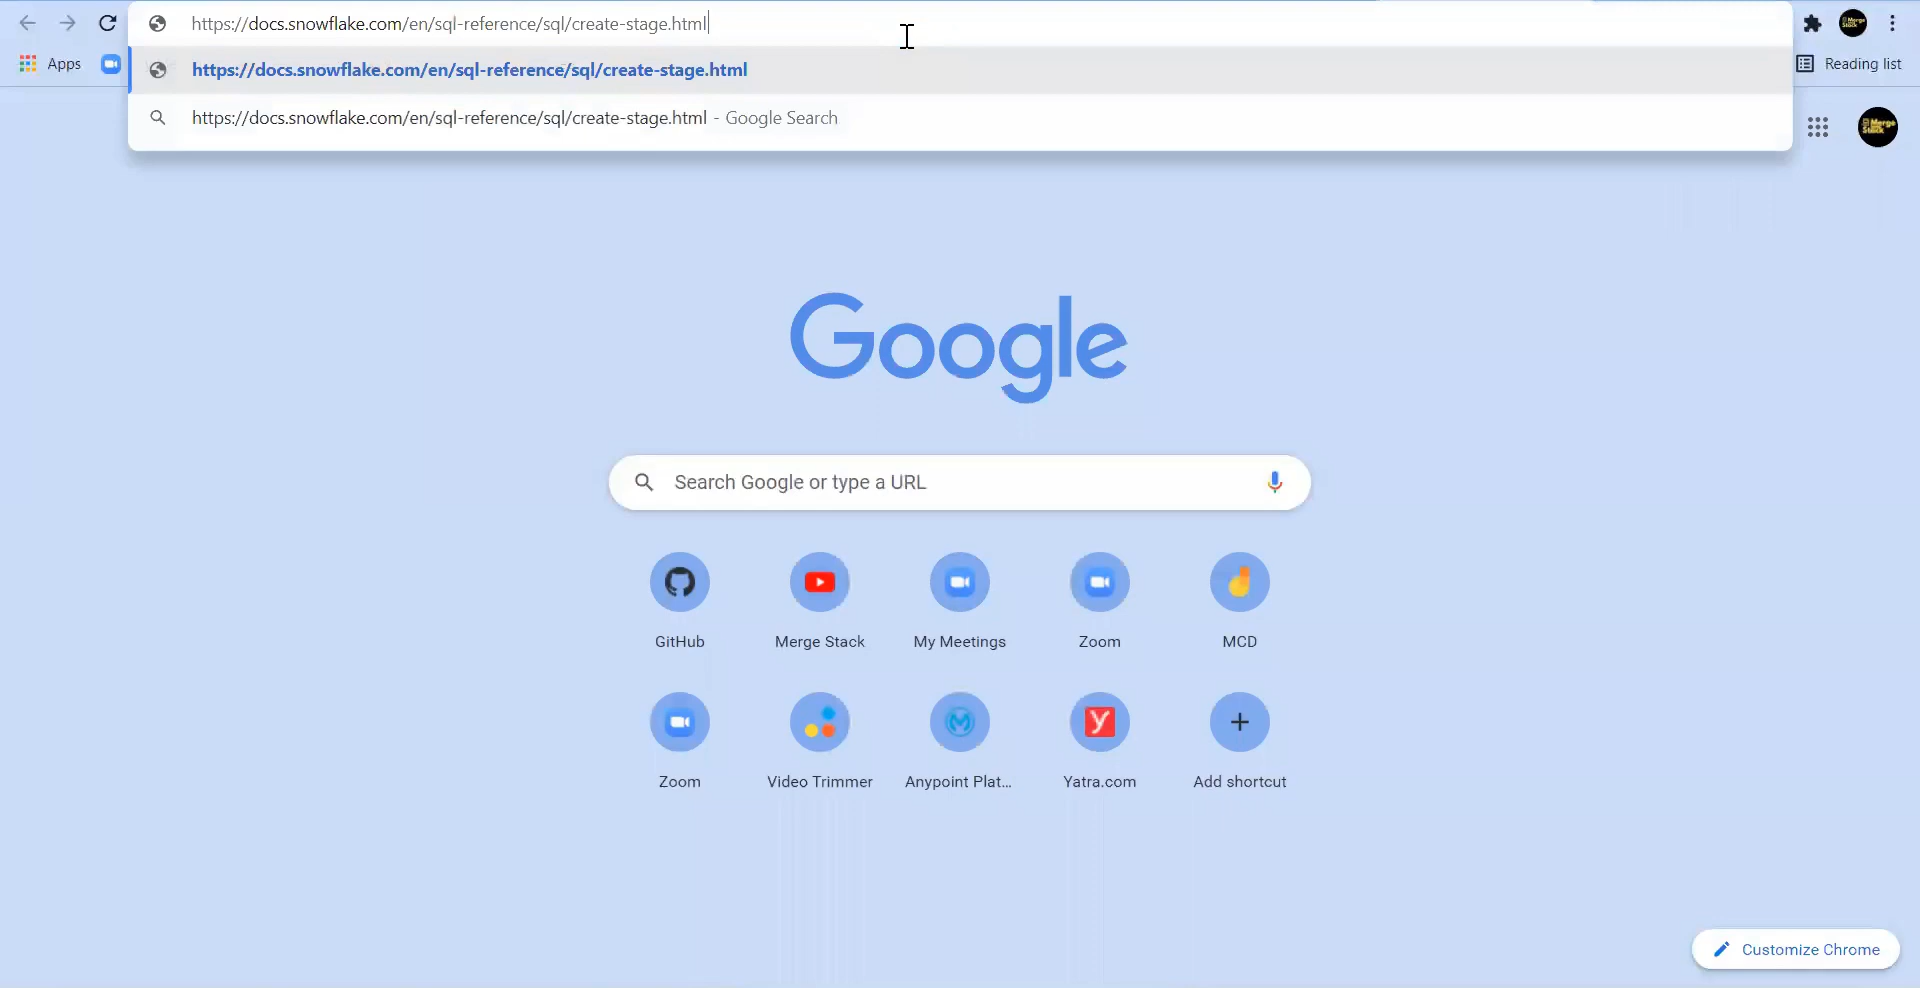 https://docs.snowflake.com/en/sql-reference/sql/create-stage.html
Apps
https://docs.snowflake.com/en/sql-reference/sql/create-stage.html
Reading list
https://docs.snowflake.com/en/sql-reference/sql/create-stage.html - Google Search
Merge Stack
Google
Search Google or type a URL
GitHub
Merge Stack
My Meetings
Zoom
MCD
Zoom
Video Trimmer
Anypoint Plat...
Yatra.com
Add shortcut
Customize Chrome